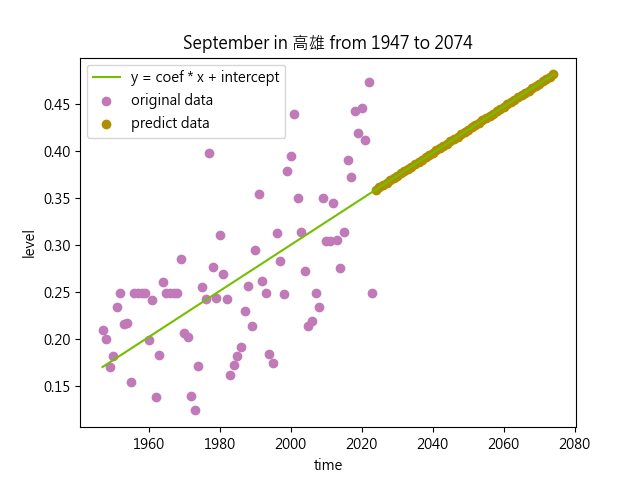 September in 高雄 from 1947 to 2074
y = coef * x + intercept
original data
predict data
level
0.45
0.40
0.35
0.30
0.25
0.20
0.15
1960 1980 2000 2020 2040 2060 2080
time